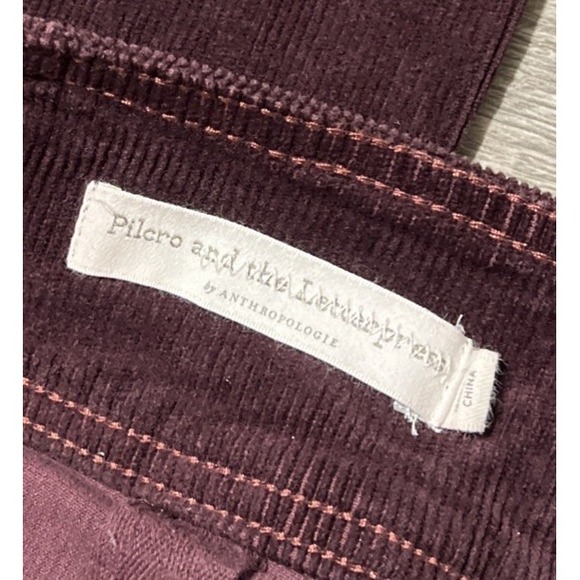 Pilcro and the Letterpress
by ANTHROPOLOGIE
CHINA